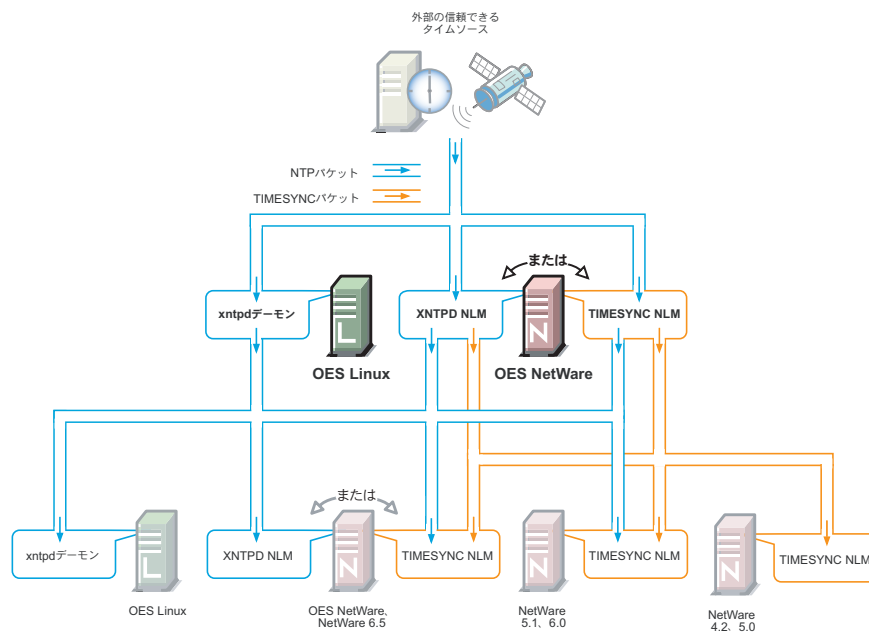 外部の信頼できる
タイムソース
NTPパケット
TIMESYNCパケット
または
xntpdデーモン
XNTPD NLM
TIMESYNC NLM
L
N
OES Linux
OES NetWare
または
xntpdデーモン
L
XNTPD NLM
N
TIMESYNC NLM
N
TIMESYNC NLM
N
TIMESYNC NLM
OES Linux
OES NetWare、
NetWare 6.5
NetWare
5.1、6.0
NetWare
4.2、5.0